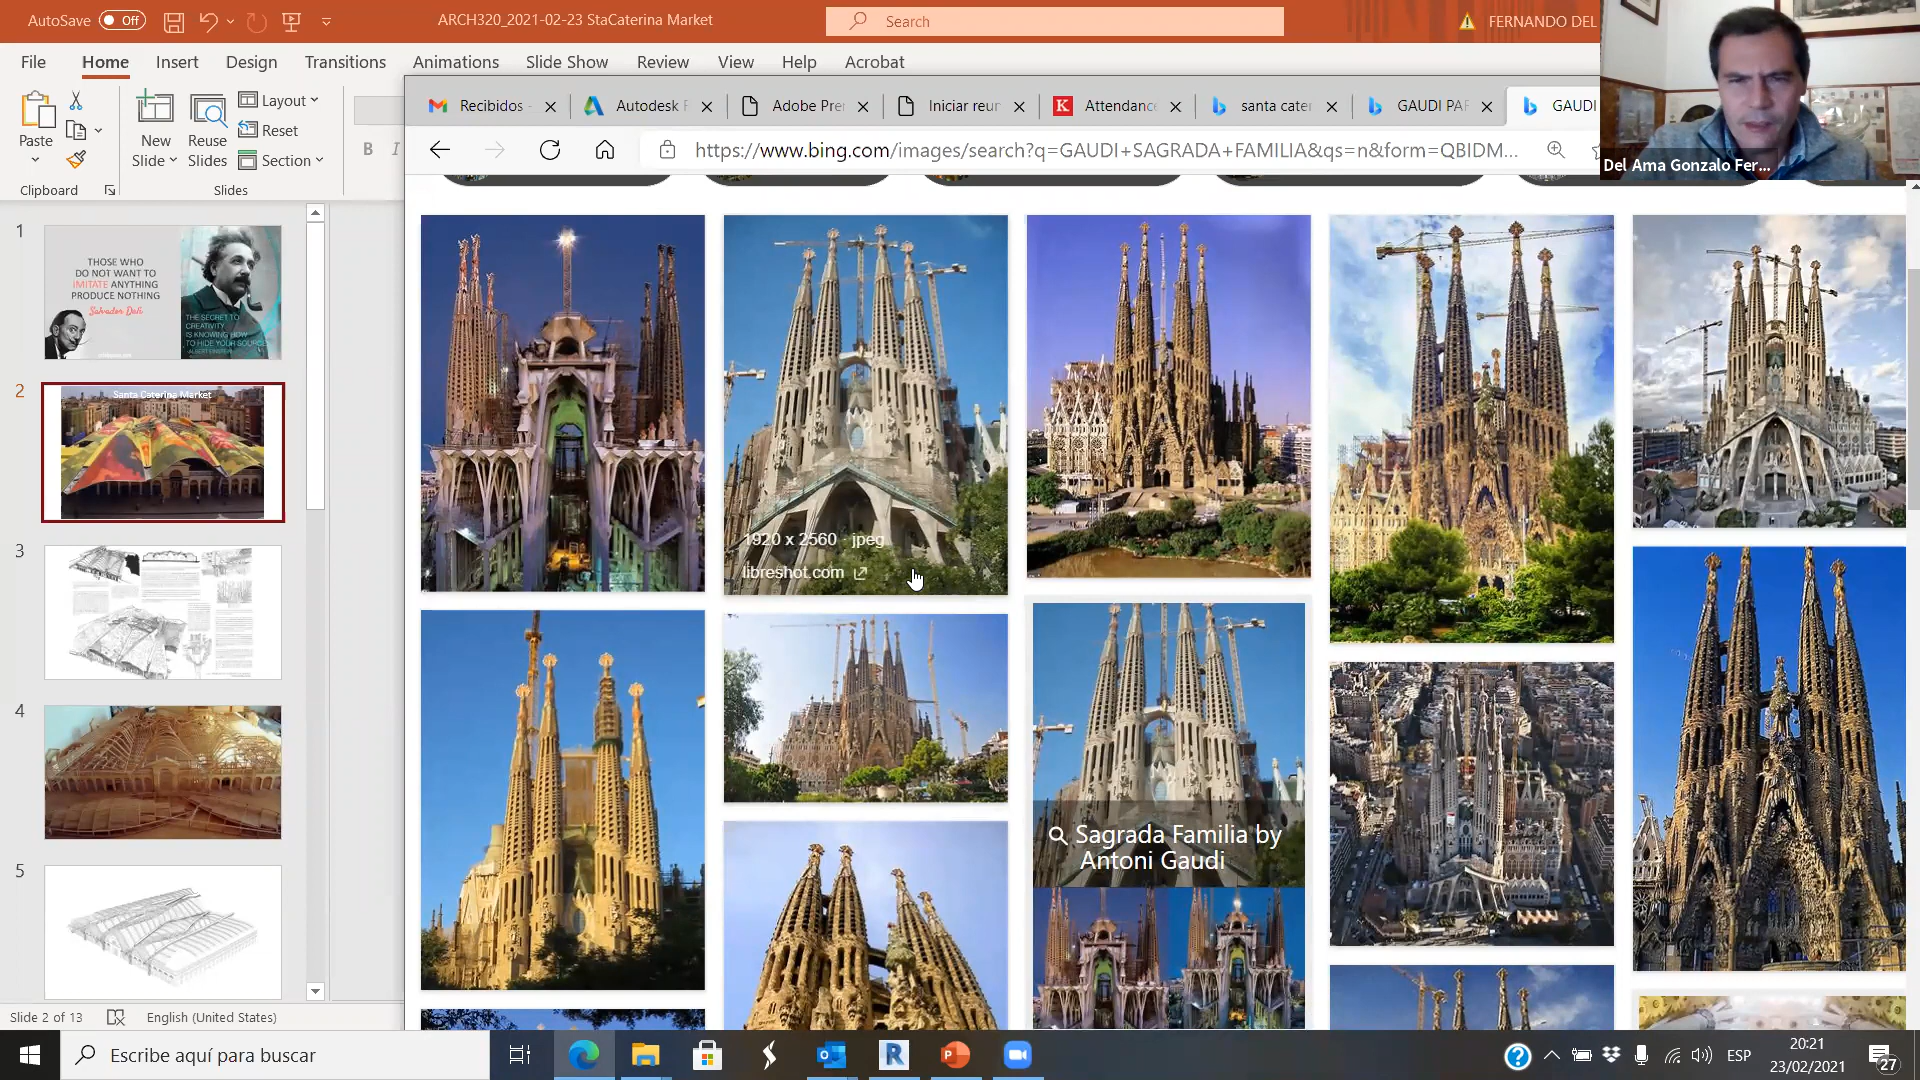 AutoSave Off
ARCH320_2021-02-23 StaCaterina Market
Search
FERNANDO DEL
File Home Insert Design Transitions Animations Slide Show Review View Help Acrobat
Paste
New
Slide
Reuse
Slides
Layout
Reset
Section
B I
Clipboard
Slides
Recibidos -
Autodesk
Adobe Pre
Iniciar reu
K Attendance
santa cater
GAUDI PA
GAUDI
https://www.bing.com/images/search?q=GAUDI+SAGRADA+FAMILIA&qs=n&form=QBIDM...
Del Ama Gonzalo Fer...
1
THOSE WHO
DO NOT WANT TO
IMITATE ANYTHING
PRODUCE NOTHING
Salvador Dalí
THE SECRET TO
CREATIVITY
IS KNOWING HOW
TO HIDE YOUR SOURCES
ALBERT EINSTEIN
2
Santa Caterina Market
3
4
5
1920 x 2560 · jpeg
libreshot.com
Sagrada Familia by
Antoni Gaudi
Slide 2 of 13
English (United States)
Escribe aquí para buscar
R
P
ESP
20:21
23/02/2021
27